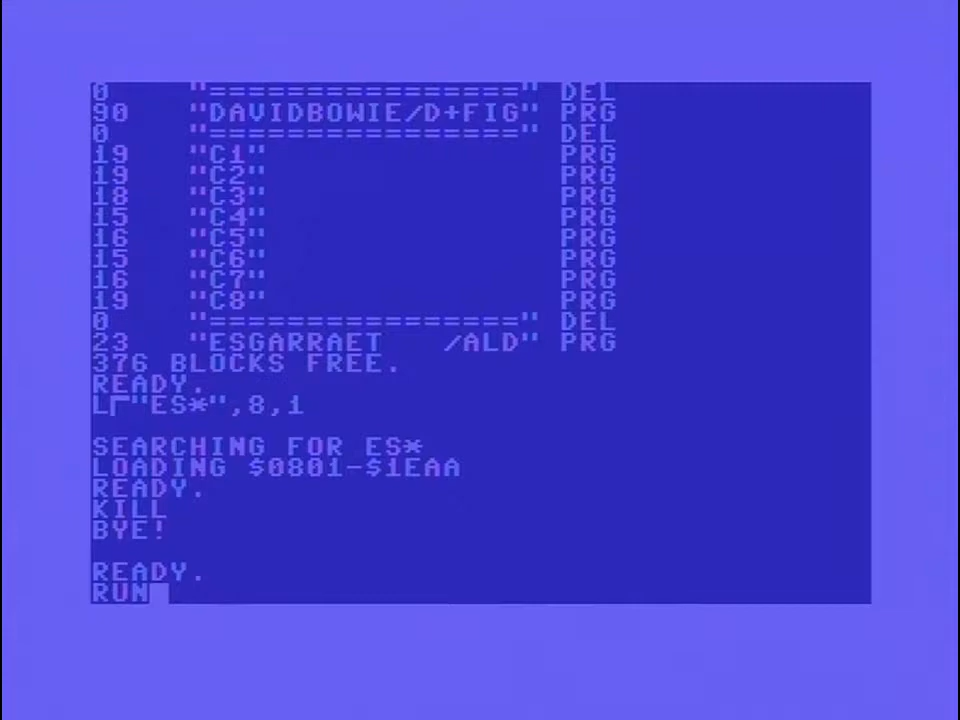 0 "================" DEL
90 "DAVIDBOWIE/D+FIG" PRG
0 "================" DEL
19 "C1" PRG
19 "C2" PRG
18 "C3" PRG
15 "C4" PRG
16 "C5" PRG
15 "C6" PRG
16 "C7" PRG
19 "C8" PRG
0 "================" DEL
23 "ESGARRAET /ALD" PRG
376 BLOCKS FREE.
READY.
L┌"ES*",8,1
SEARCHING FOR ES*
LOADING $0801-$1EAA
READY.
KILL
BYE!
READY.
RUN